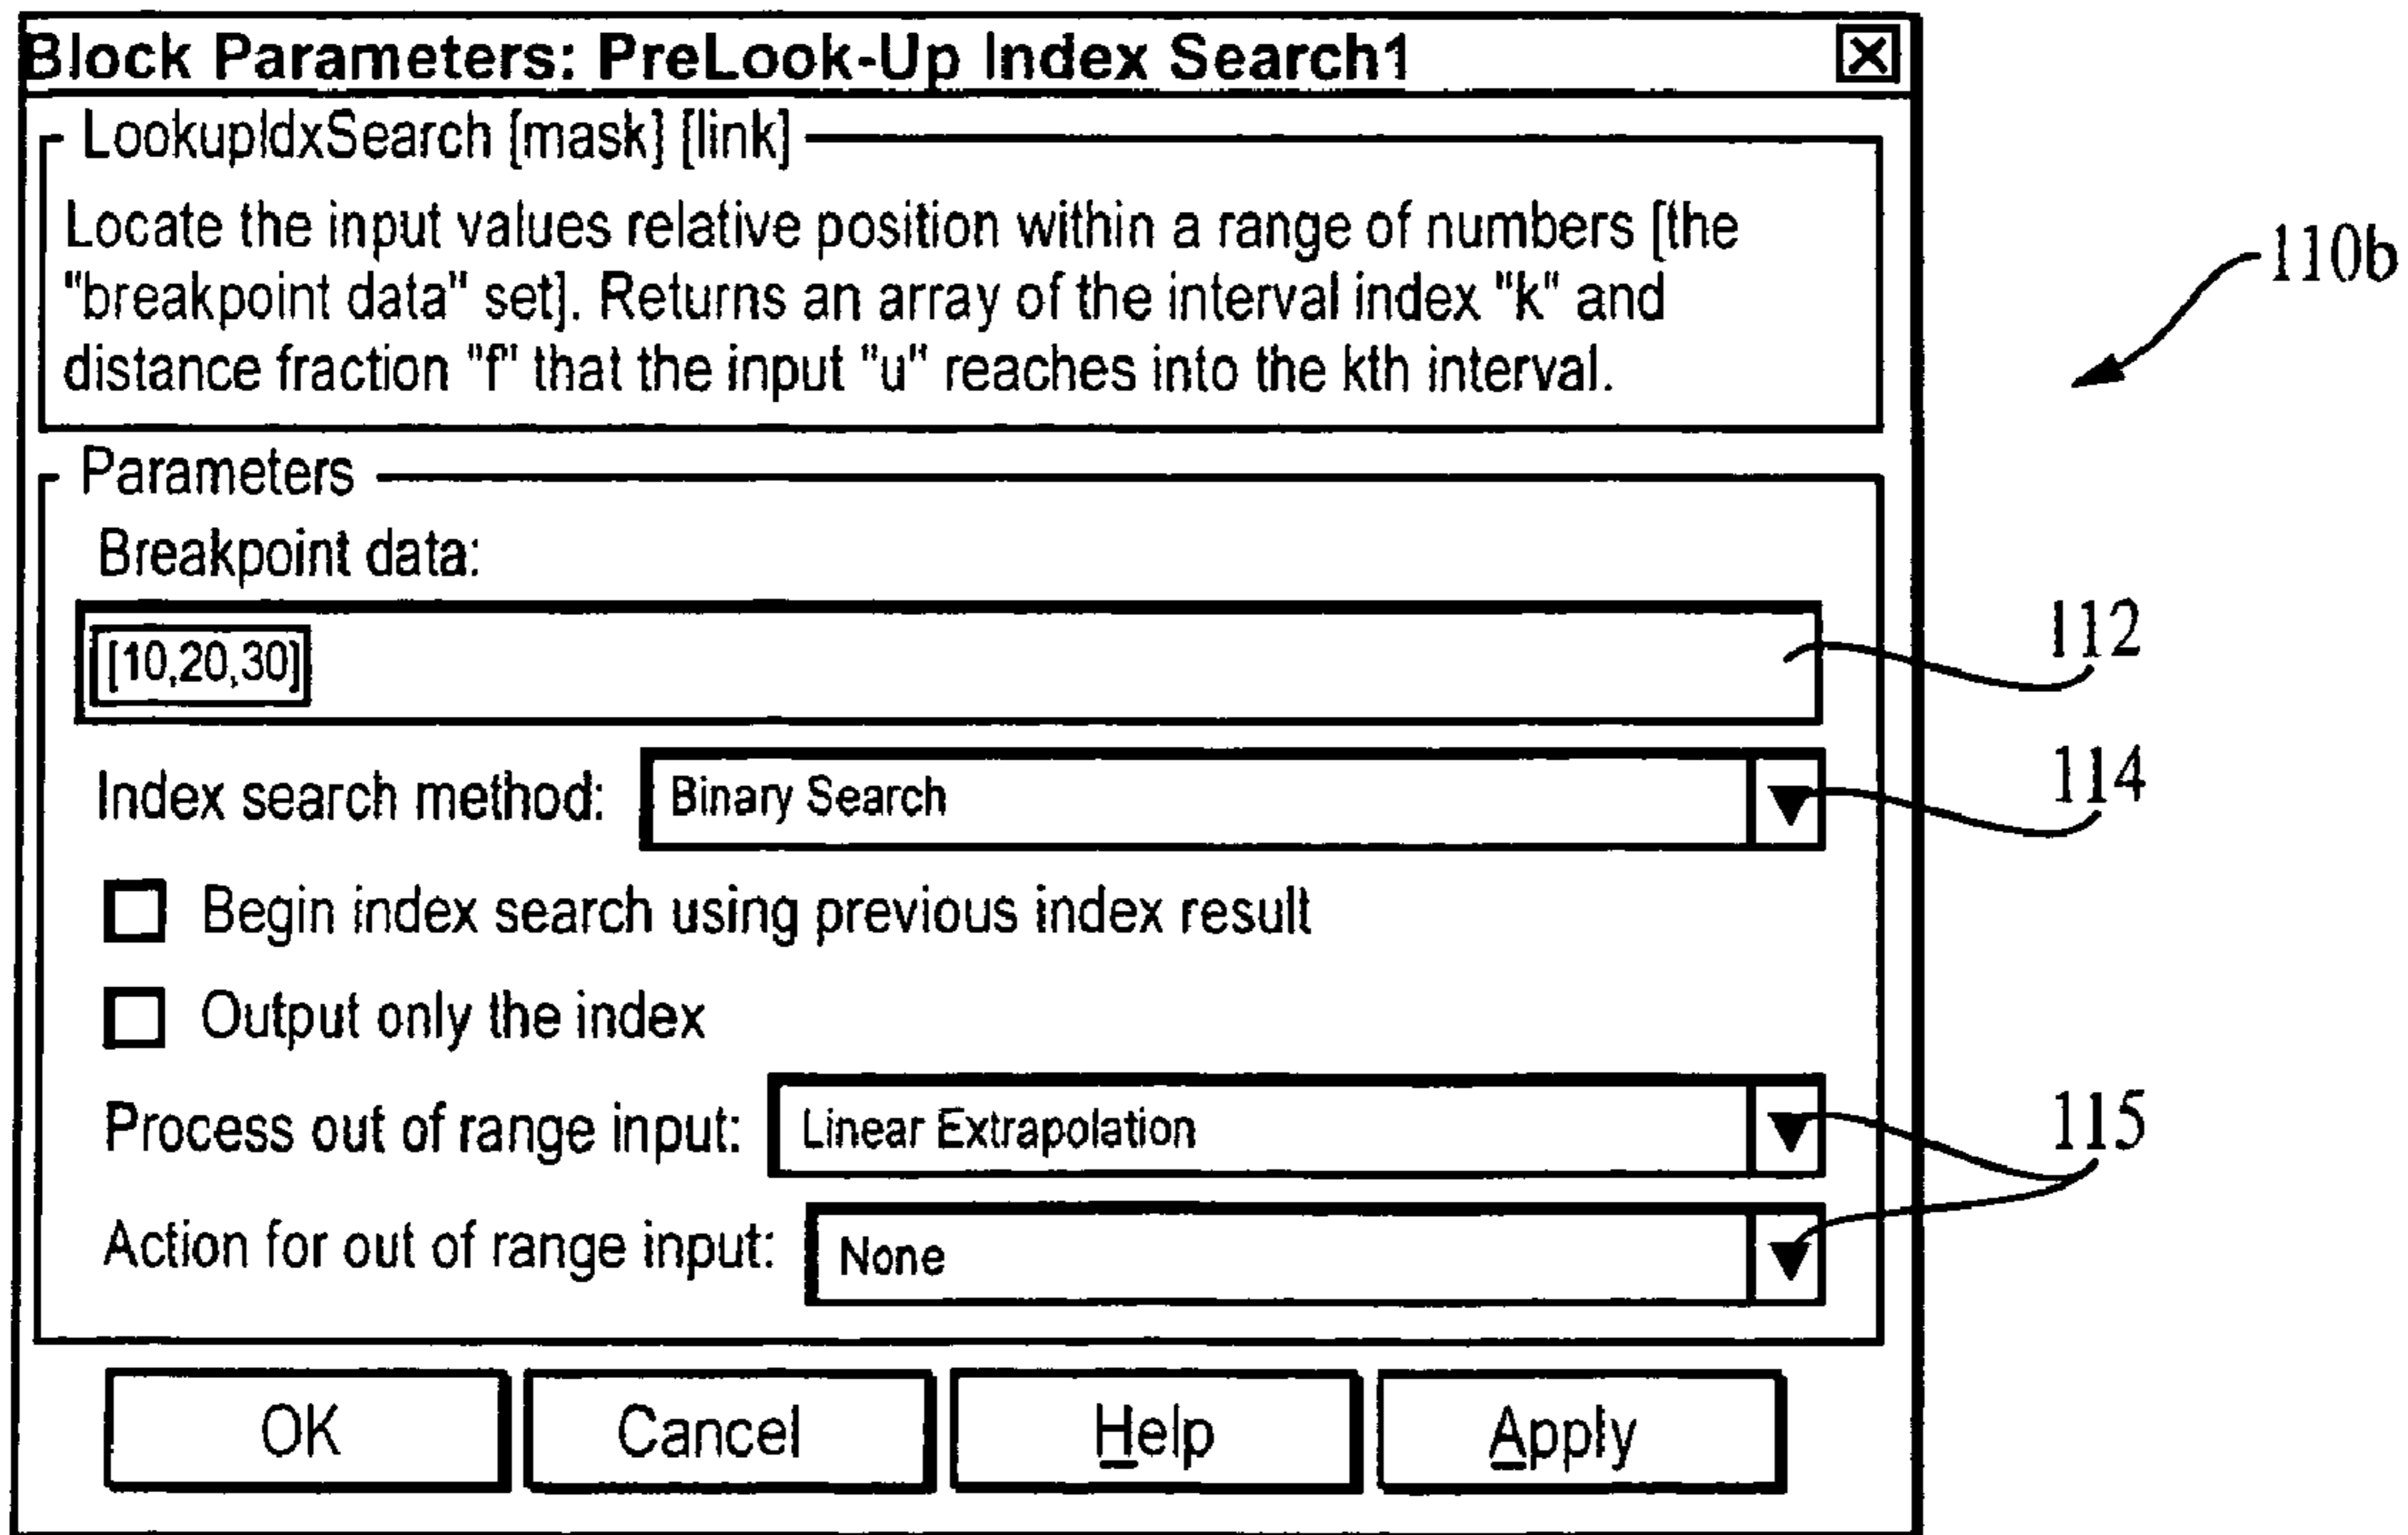 Block Parameters: PreLook-Up Index Search1
LookupIdxSearch [mask] [link]
Locate the input values relative position within a range of numbers [the
"breakpoint data" set]. Returns an array of the interval index "k" and
distance fraction "f" that the input "u" reaches into the kth interval.
110b
Parameters
Breakpoint data:
[10,20,30]
112
Index search method: Binary Search
114
Begin index search using previous index result
Output only the index
Process out of range input: Linear Extrapolation
115
Action for out of range input: None
OK Cancel Help Apply